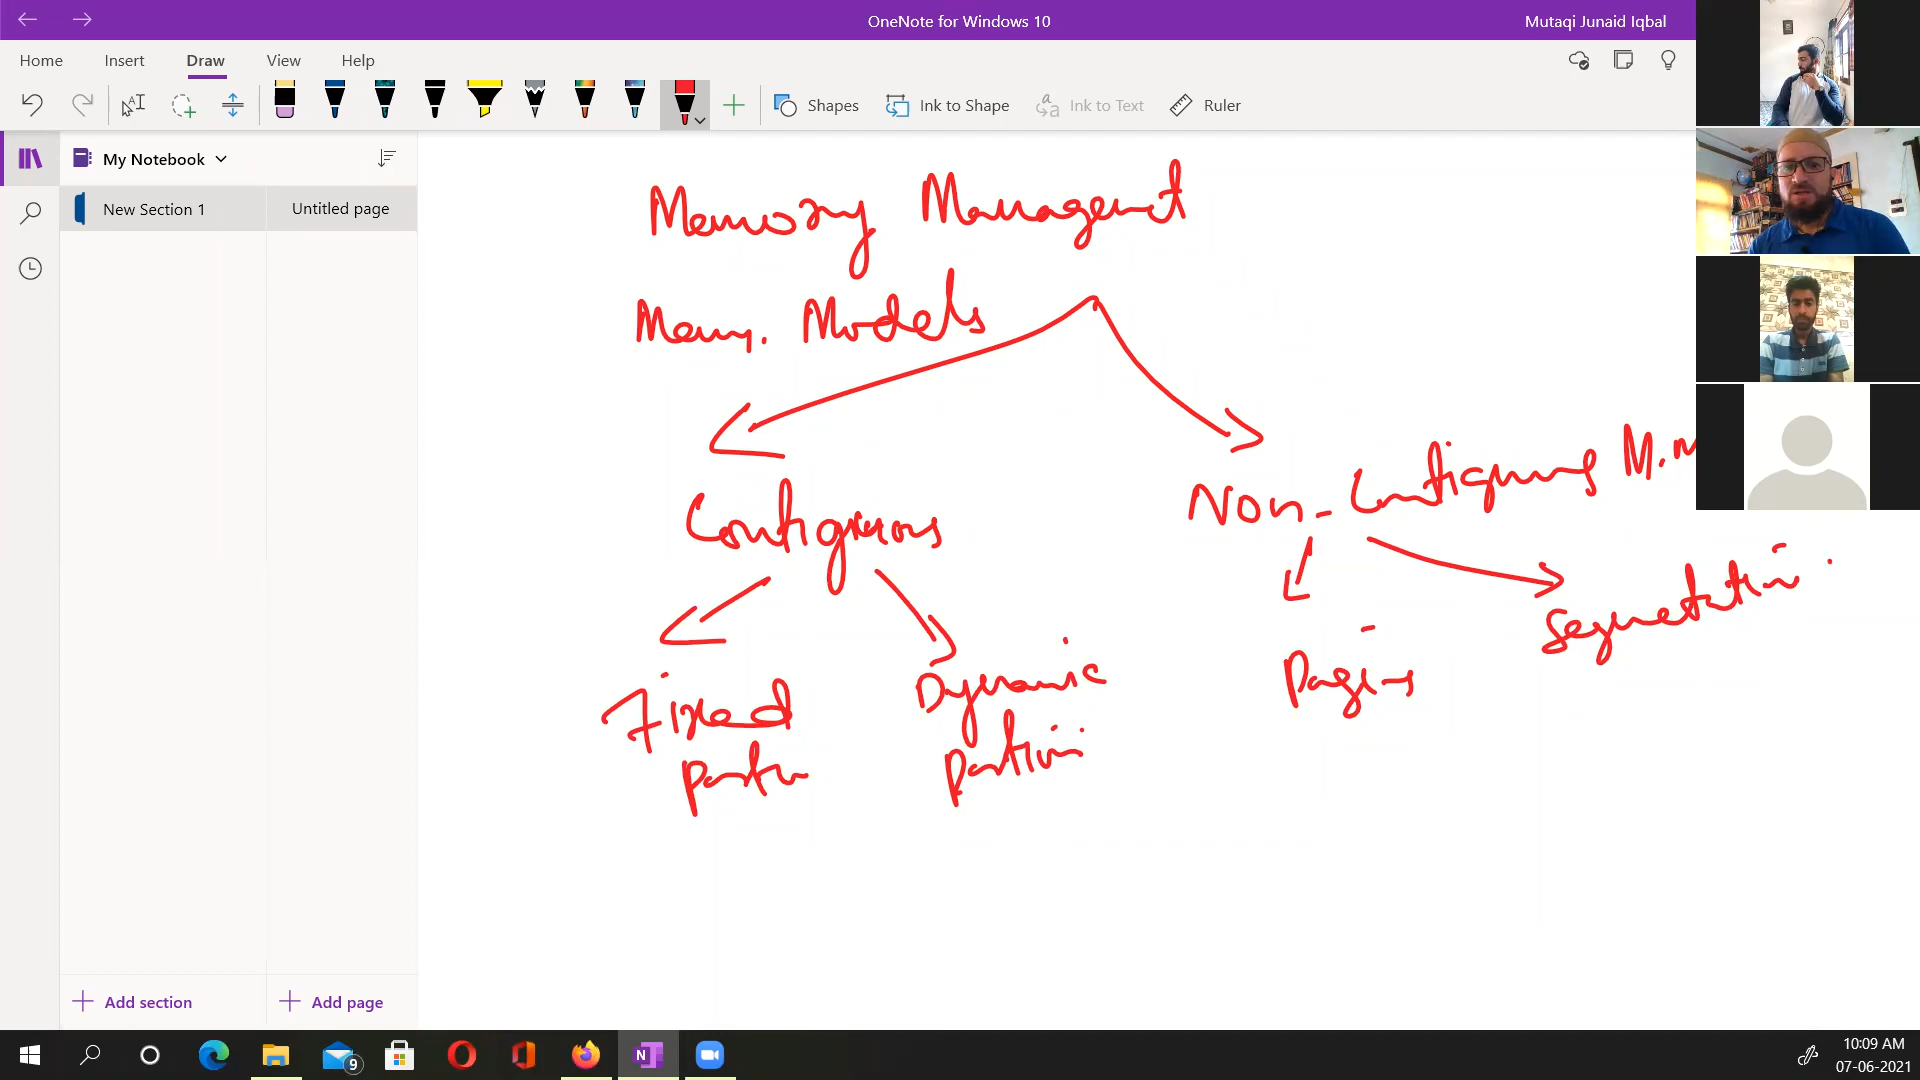 OneNote for Windows 10
Mutaqi Junaid Iqbal
Home Insert Draw View Help
Shapes Ink to Shape Ink to Text Ruler
My Notebook
New Section 1
Untitled page
Memory Management
Mem. Models
Contiguous
Non-Contiguous M.M
Fixed
Dynamic
Partition
Paging
Segmentation
Add section
Add page
9
10:09 AM
07-06-2021